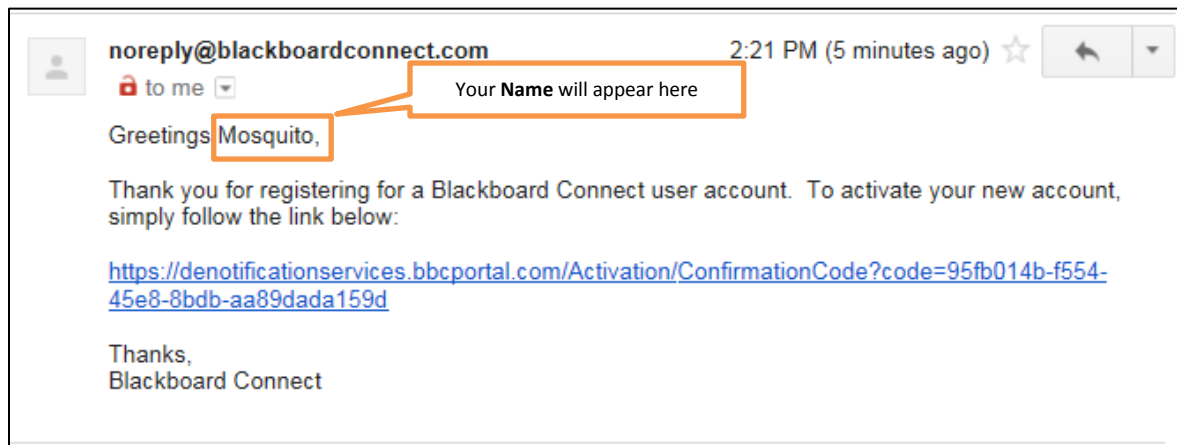 noreply@blackboardconnect.com 2:21 PM (5 minutes ago)
to me
Your Name will appear here
Greetings Mosquito,
Thank you for registering for a Blackboard Connect user account. To activate your new account,
simply follow the link below:
https://denotificationservices.bbcportal.com/Activation/ConfirmationCode?code=95fb014b-f554-
45e8-8bdb-aa89dada159d
Thanks,
Blackboard Connect